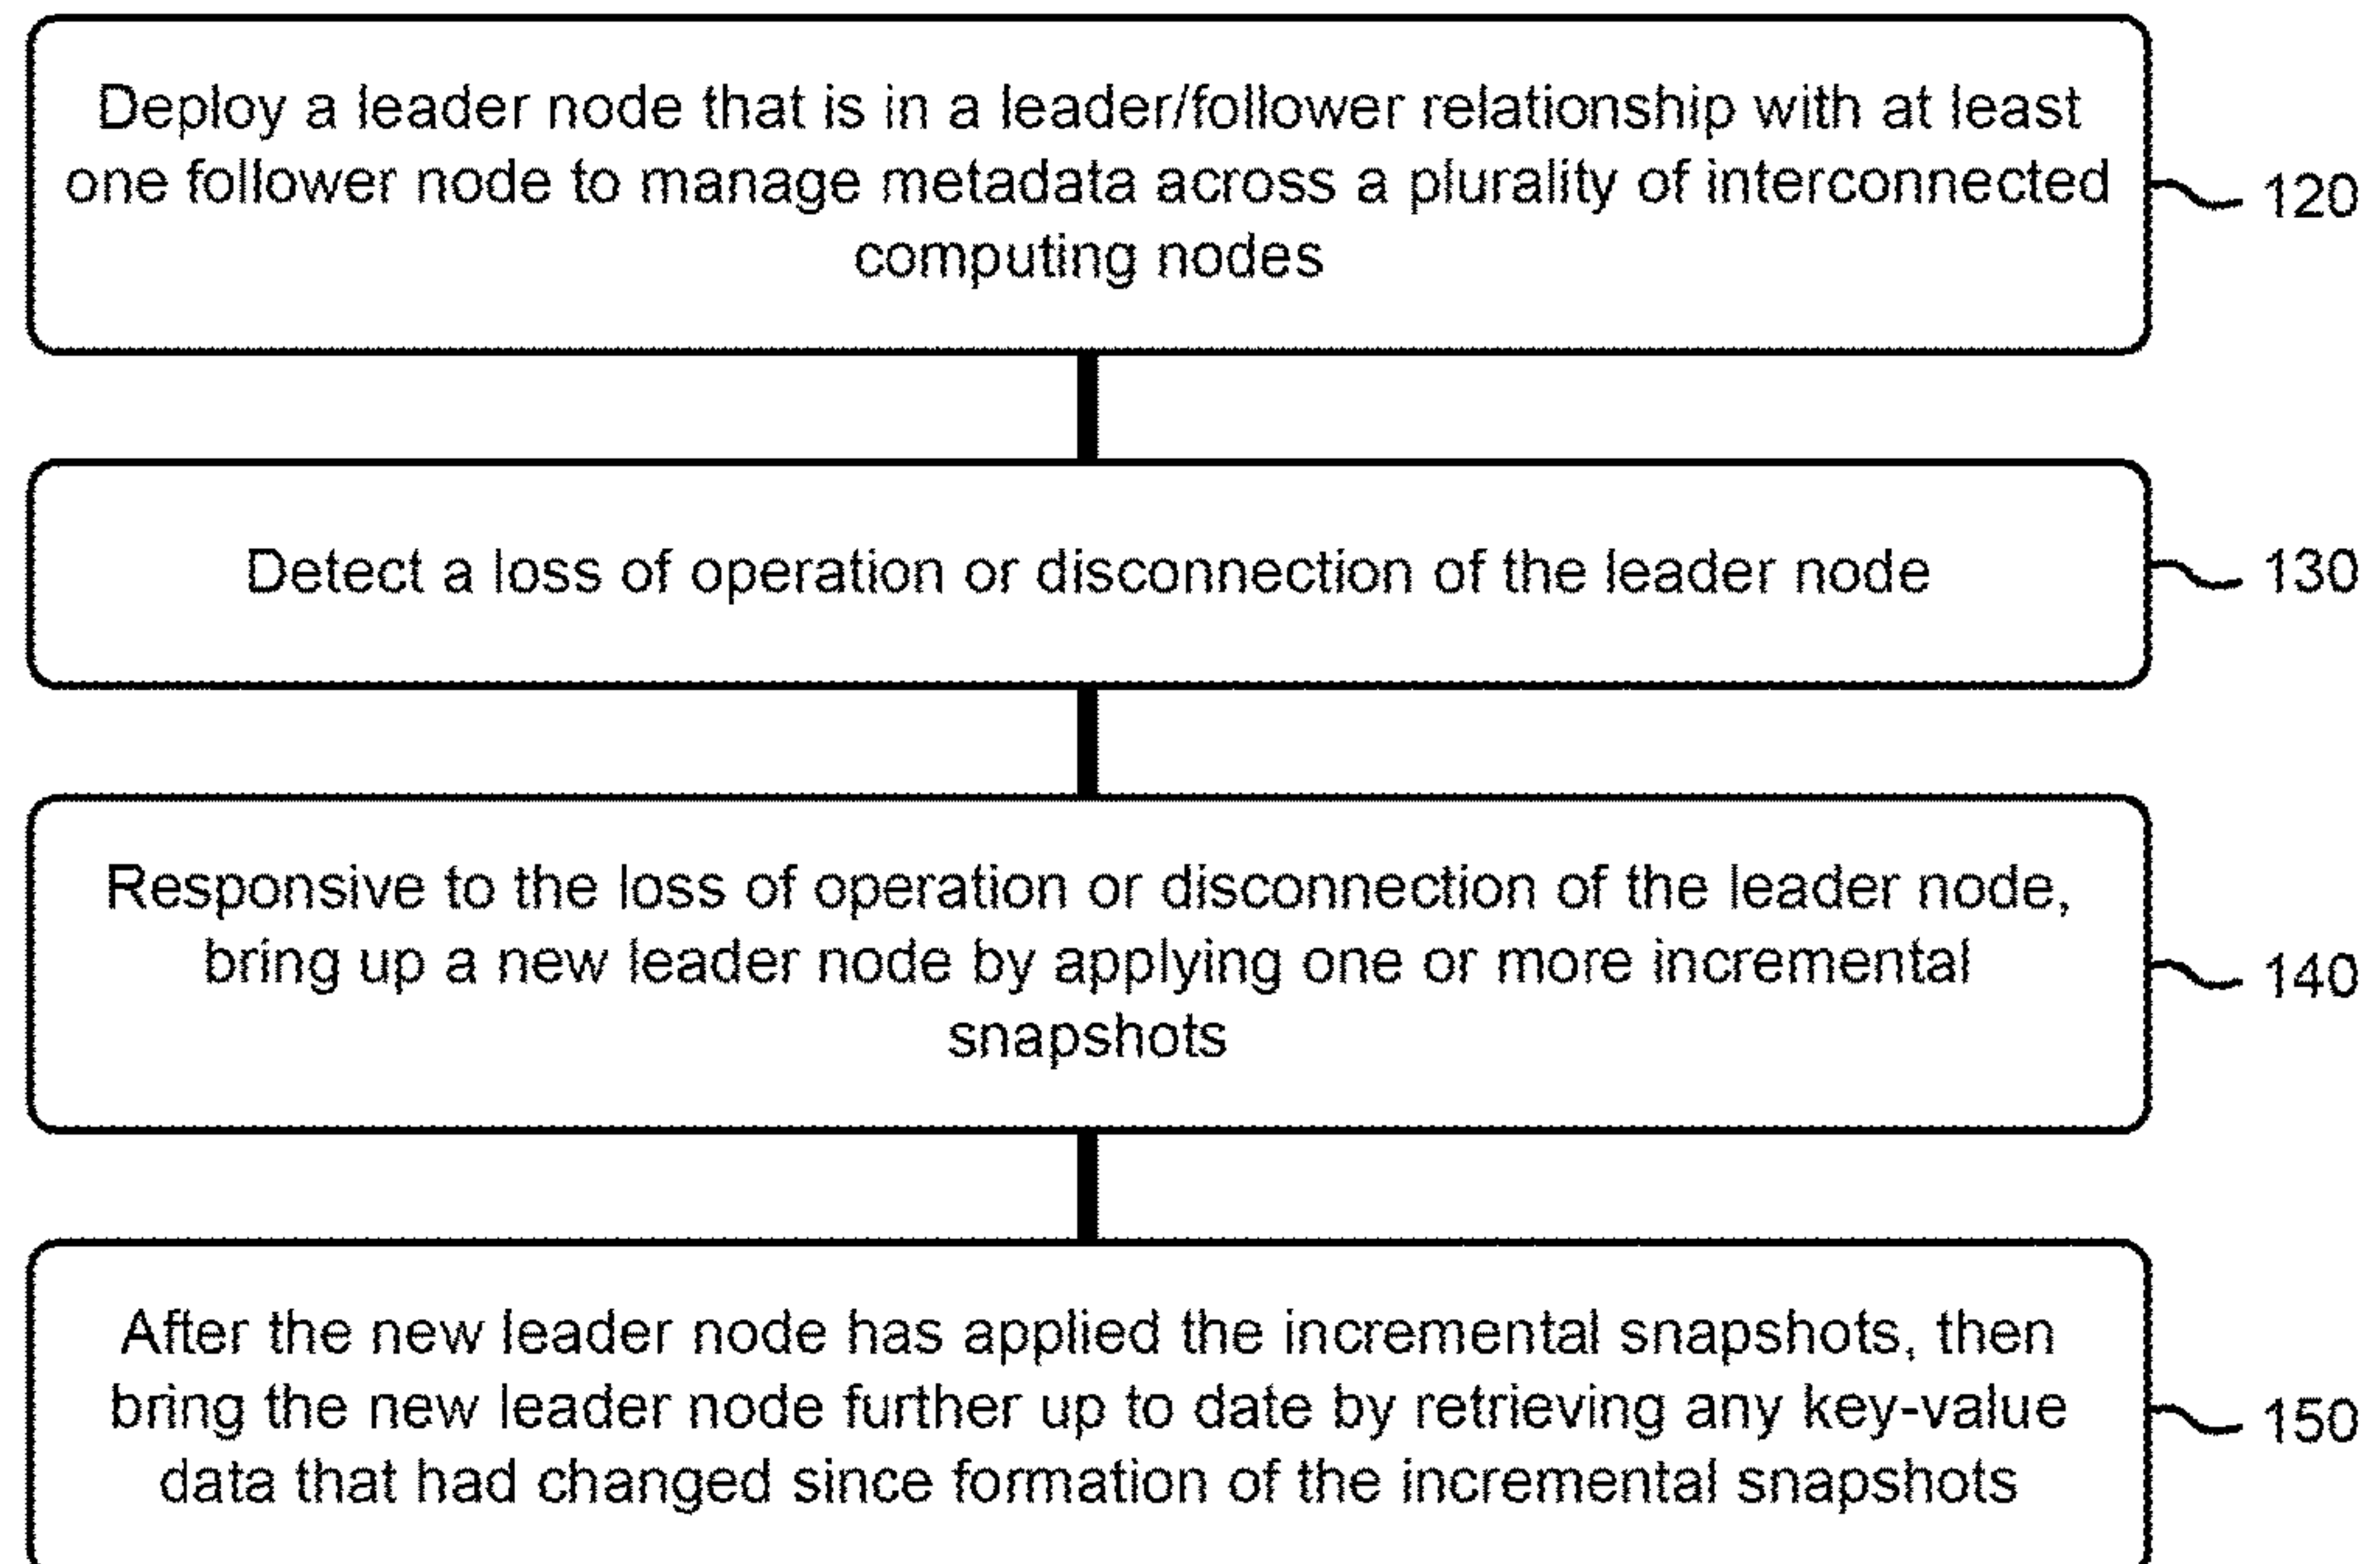 Deploy a leader node that is in a leader/follower relationship with at least
one follower node to manage metadata across a plurality of interconnected
computing nodes
120
Detect a loss of operation or disconnection of the leader node
130
Responsive to the loss of operation or disconnection of the leader node,
bring up a new leader node by applying one or more incremental
snapshots
140
After the new leader node has applied the incremental snapshots, then
bring the new leader node further up to date by retrieving any key-value
data that had changed since formation of the incremental snapshots
150